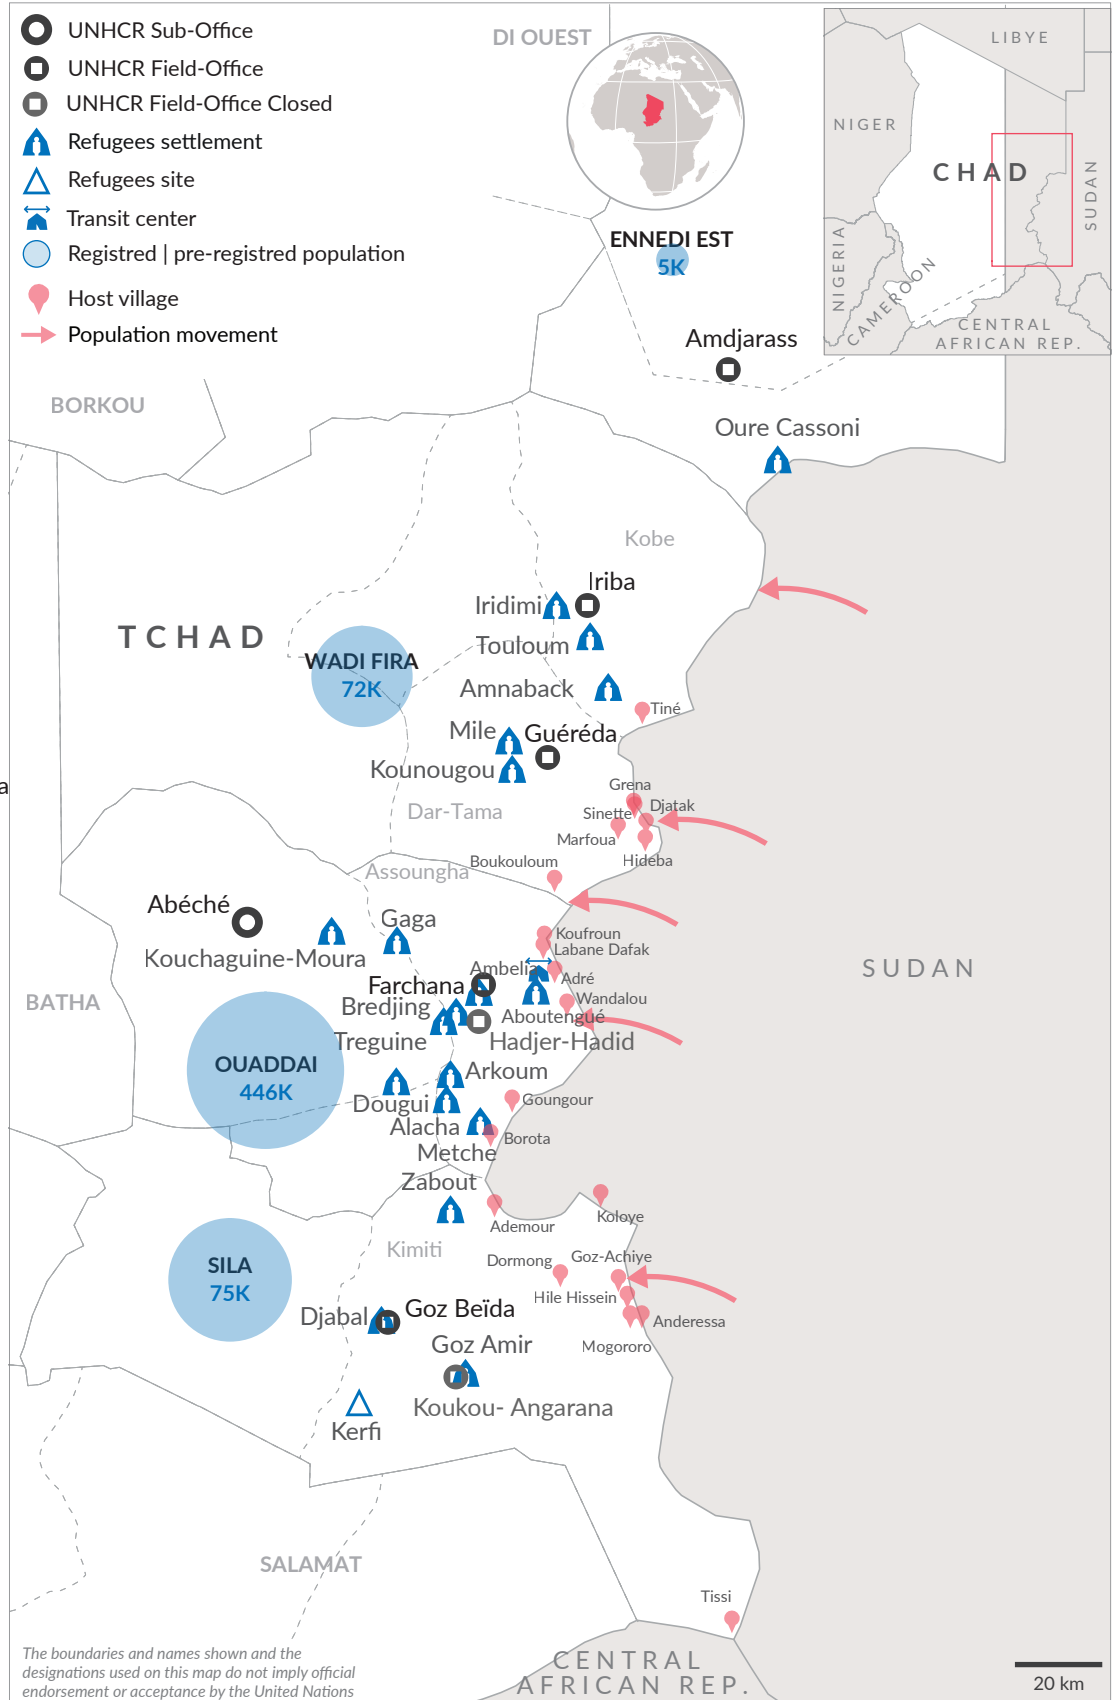 UNHCR Sub-Office
UNHCR Field-Office
UNHCR Field-Office Closed
Refugees settlement
Refugees site
Transit center
Registred | pre-registred population
Host village
Population movement
DI OUEST
LIBYE
NIGER
CHAD
SUDAN
NIGERIA
CAMEROON
CENTRAL
AFRICAN REP.
ENNEDI EST
5K
Amdjarass
BORKOU
Oure Cassoni
Kobe
Iriba
Iridimi
TCHAD
Touloum
WADI FIRA
72K
Amnaback
Tiné
Mile
Guéréda
Kounougou
a
Grena
Djatak
Sinette
Dar-Tama
Marfoua
Hideba
Boukouloum
Assoungha
Abéché
Gaga
Koufroun
Labane Dafak
Kouchaguine-Moura
Ambelia
Adré
SUDAN
Farchana
BATHA
Wandalou
Bredjing
Aboutengué
Treguine
Hadjer-Hadid
OUADDAI
446K
Arkoum
Dougui
Goungour
Alacha
Borota
Metche
Zabout
Koloye
Ademour
Kimiti
Dormong
Goz-Achiye
SILA
75K
Hile Hissein
Djabal
Goz Beïda
Anderessa
Goz Amir
Mogororo
Koukou- Angarana
Kerfi
SALAMAT
Tissi
The boundaries and names shown and the
designations used on this map do not imply official
endorsement or acceptance by the United Nations
CENTRAL
AFRICAN REP.
20 km